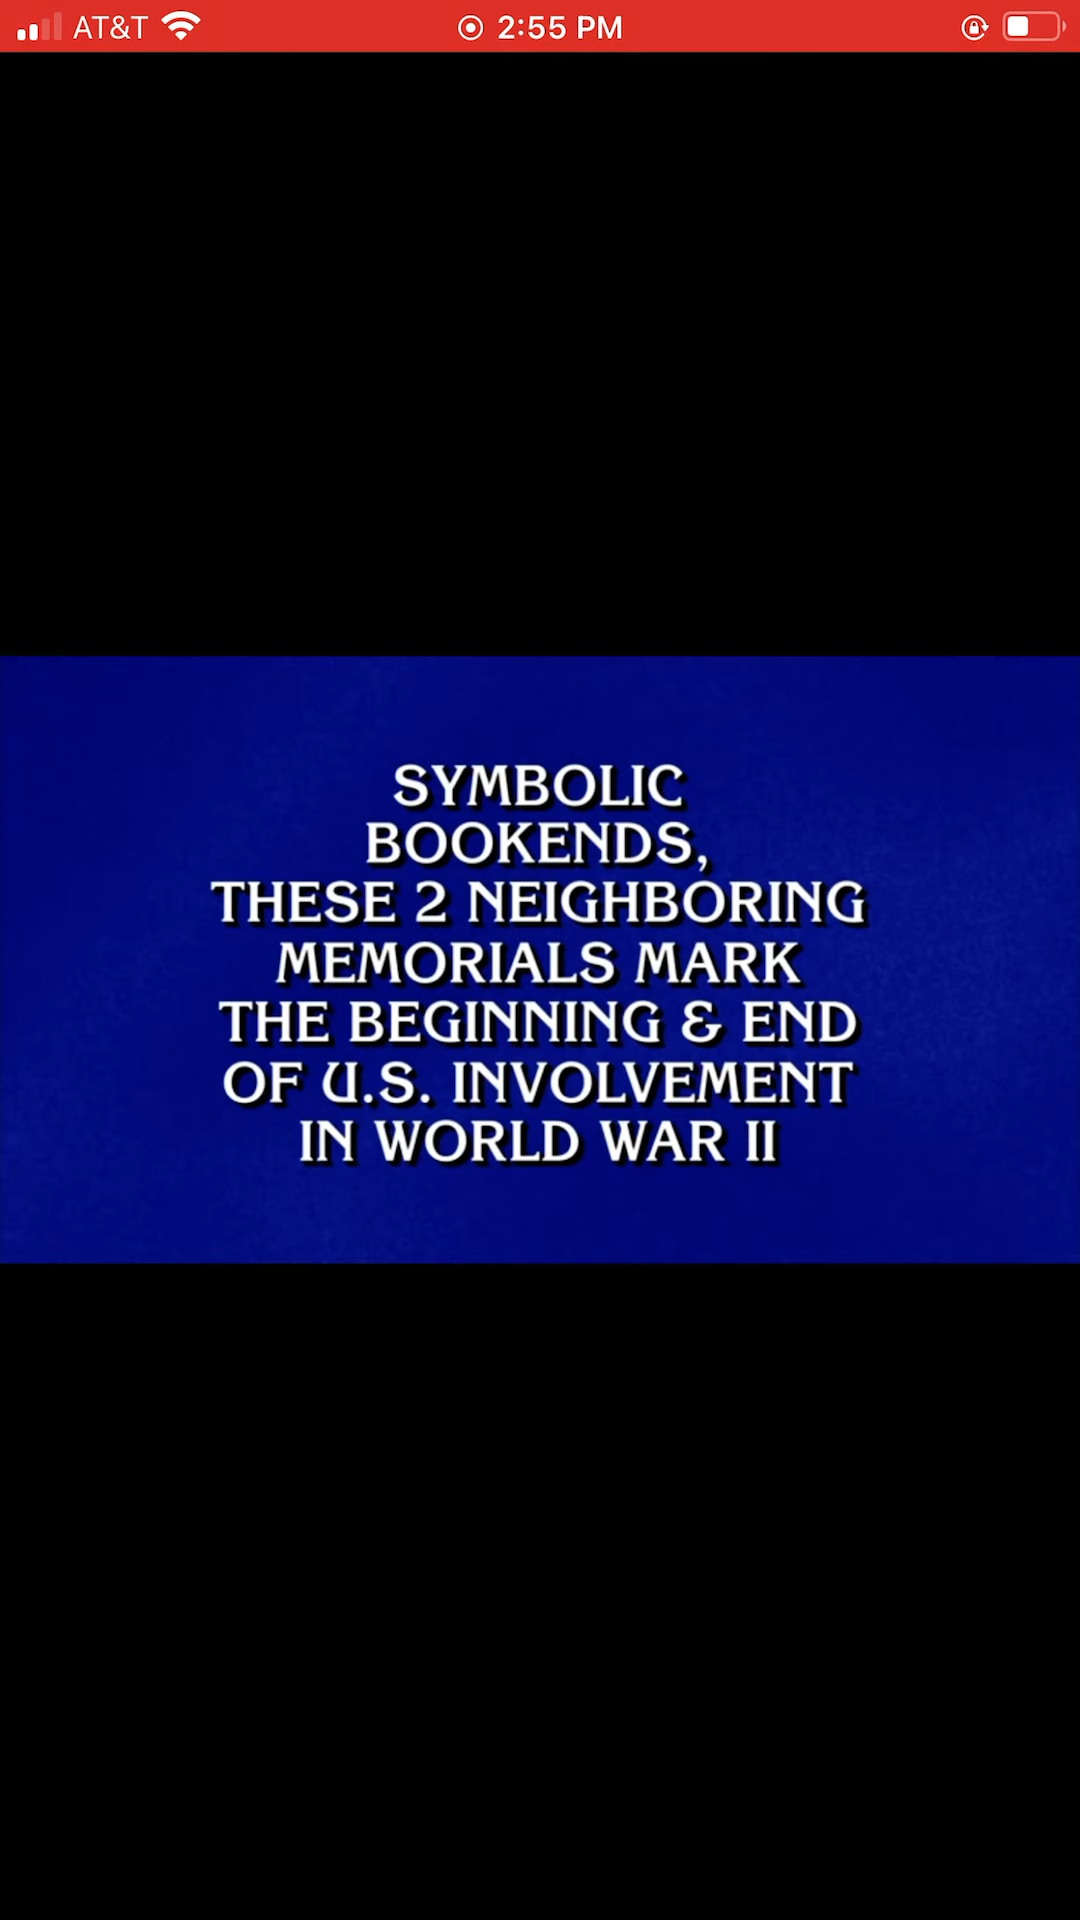 AT&T 2:55 PM
SYMBOLIC
BOOKENDS,
THESE 2 NEIGHBORING
MEMORIALS MARK
THE BEGINNING & END
OF U.S. INVOLVEMENT
IN WORLD WAR II